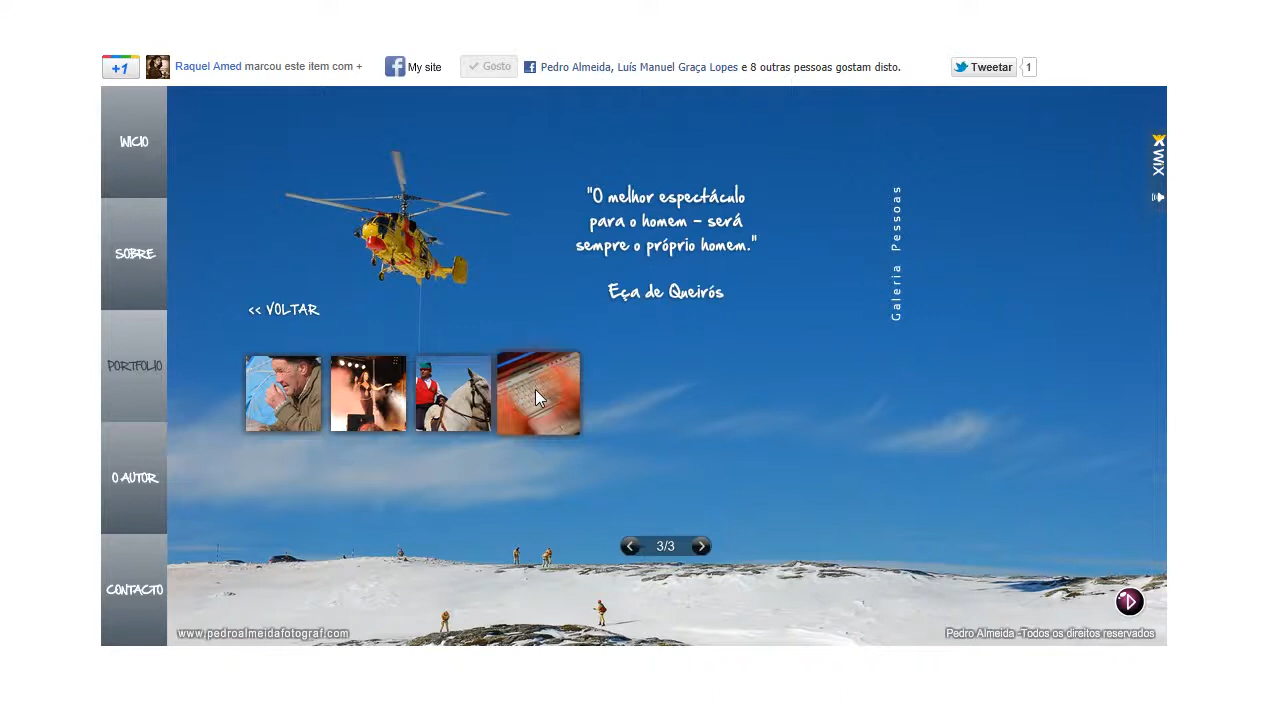 +1
Raquel Amed marcou este item com +
My site
Gosto
Pedro Almeida, Luís Manuel Graça Lopes e 8 outras pessoas gostam disto.
Tweetar
1
INICIO
SOBRE
PORTFOLIO
O AUTOR
CONTACTO
"O melhor espectáculo
para o homem - será
sempre o próprio homem."
Eça de Queirós
Galeria Pessoas
WiX
<< VOLTAR
3/3
www.pedroalmeidafotograf.com
Pedro Almeida -Todos os direitos reservados